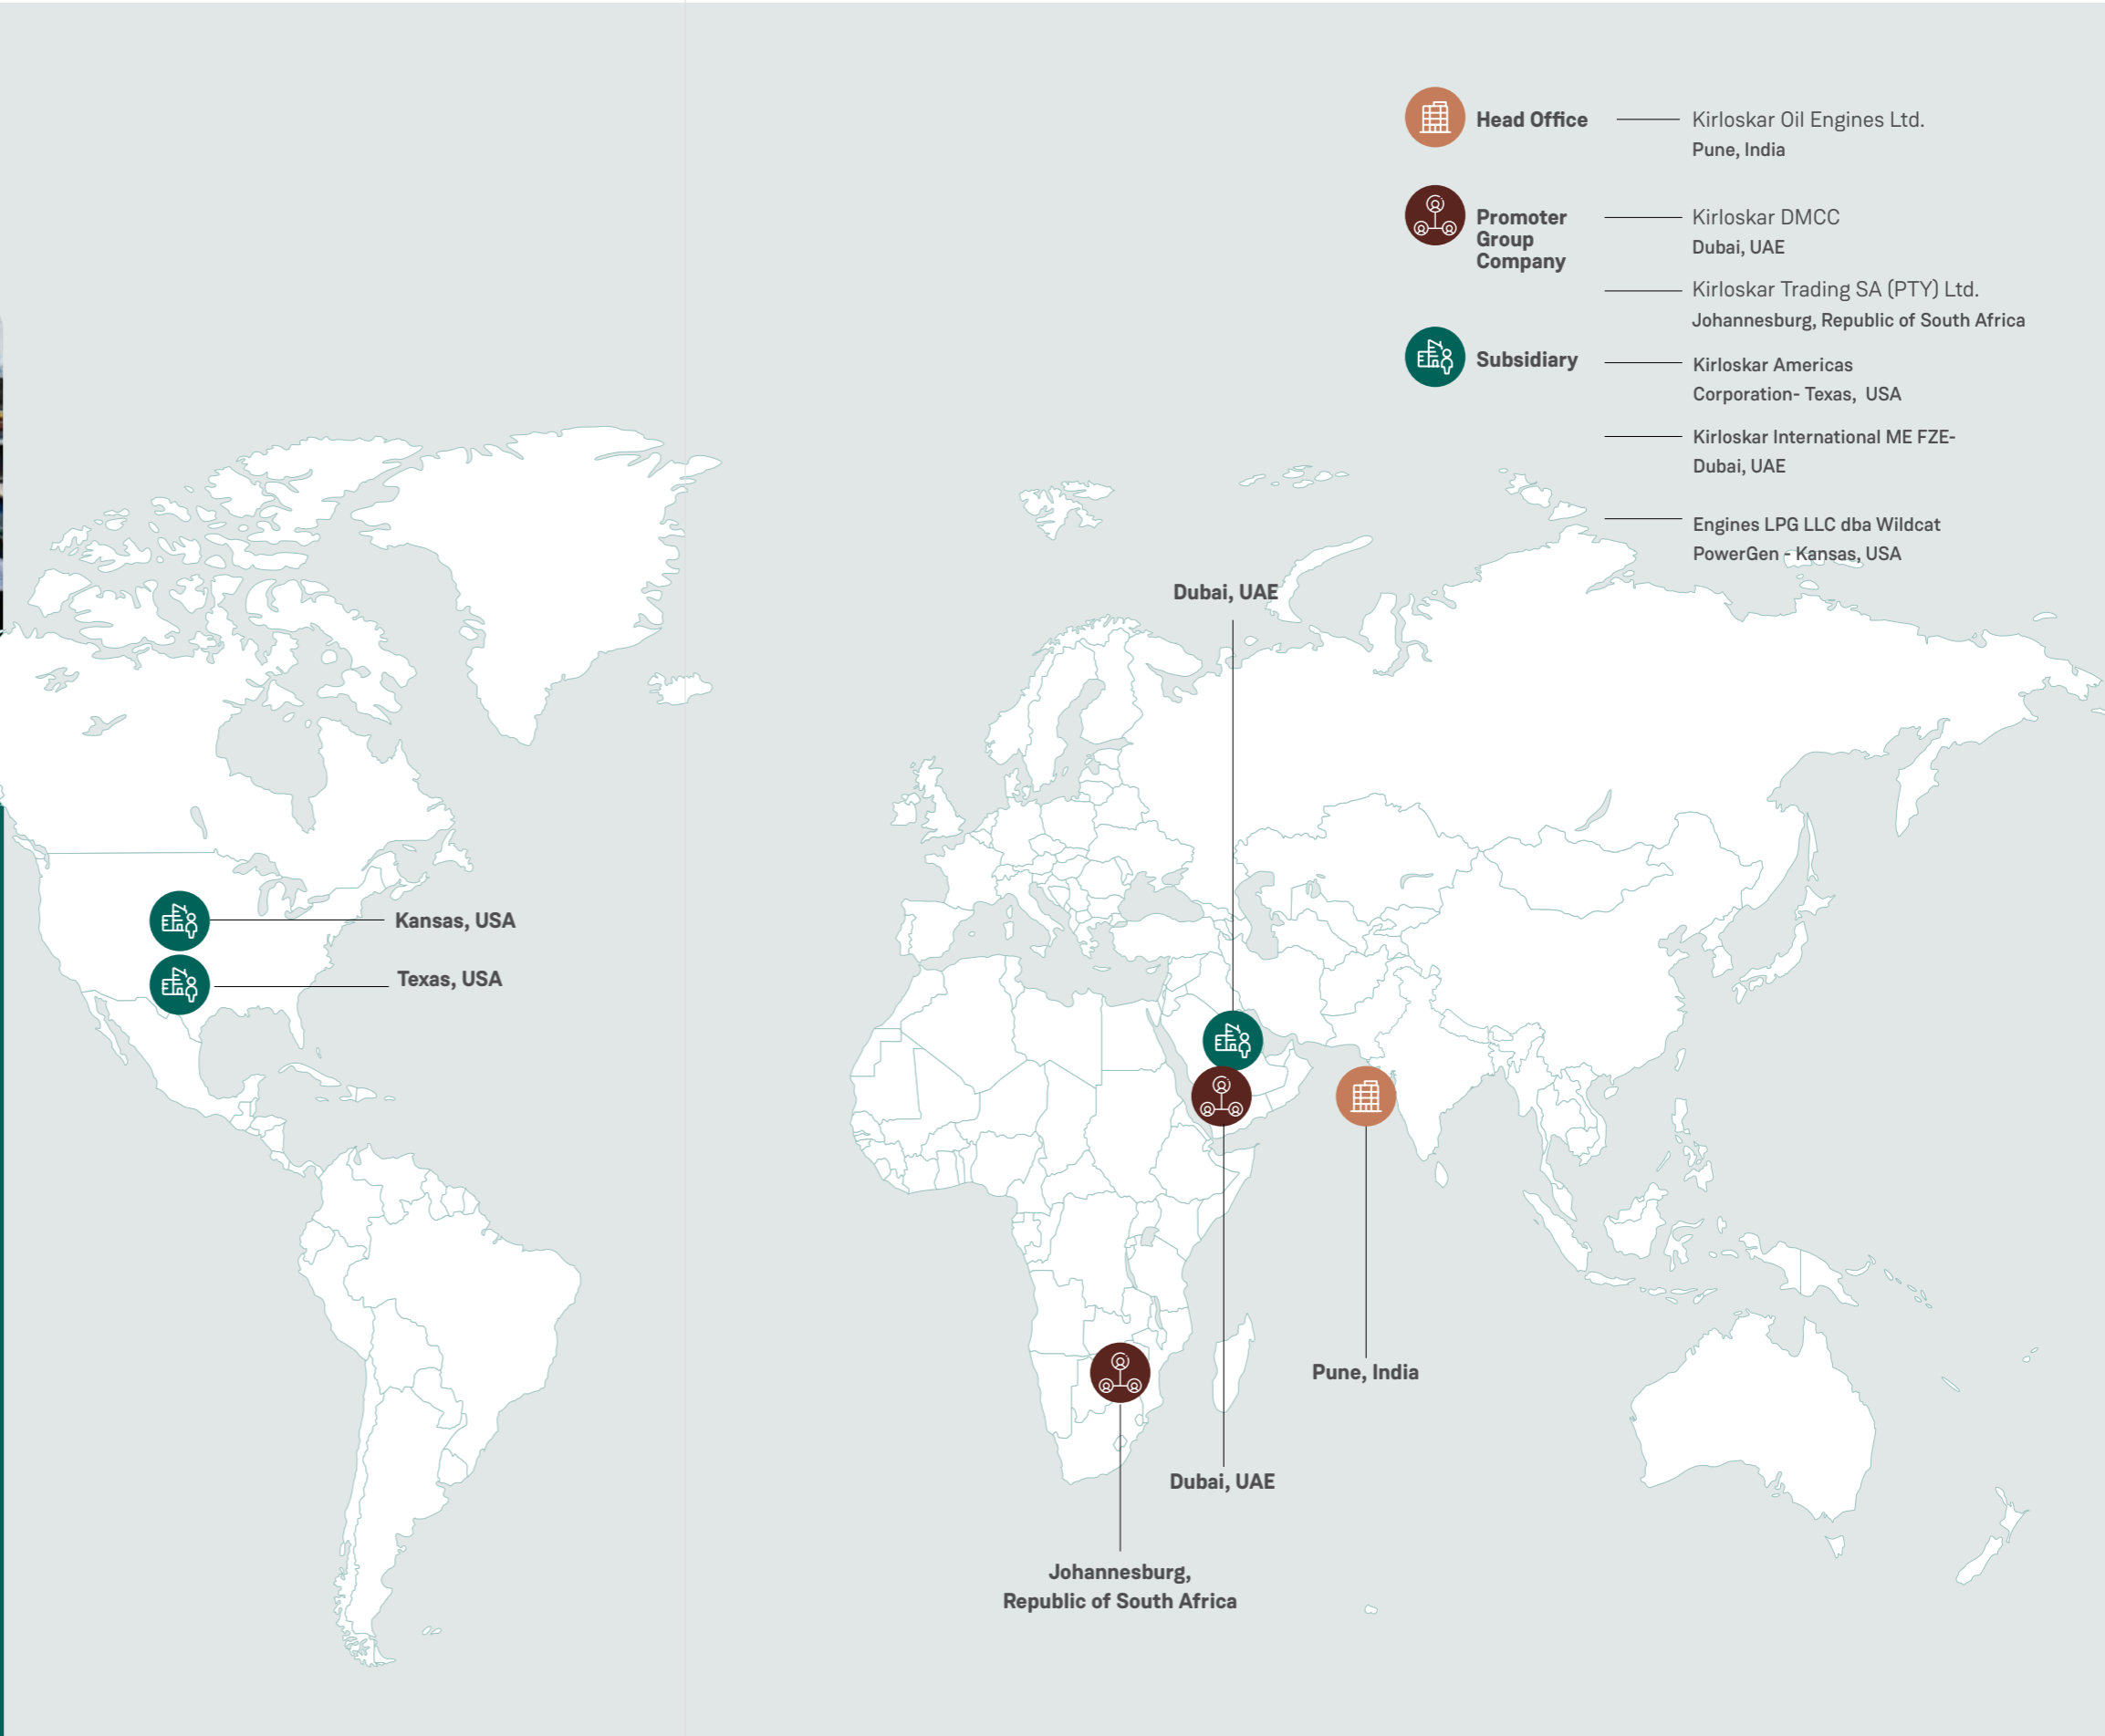 Head Office
Kirloskar Oil Engines Ltd.
Pune, India
Promoter
Group
Company
Kirloskar DMCC
Dubai, UAE
Kirloskar Trading SA (PTY) Ltd.
Johannesburg, Republic of South Africa
Subsidiary
Kirloskar Americas
Corporation- Texas, USA
Kirloskar International ME FZE-
Dubai, UAE
Engines LPG LLC dba Wildcat
PowerGen - Kansas, USA
Dubai, UAE
Kansas, USA
Texas, USA
Pune, India
Dubai, UAE
Johannesburg,
Republic of South Africa